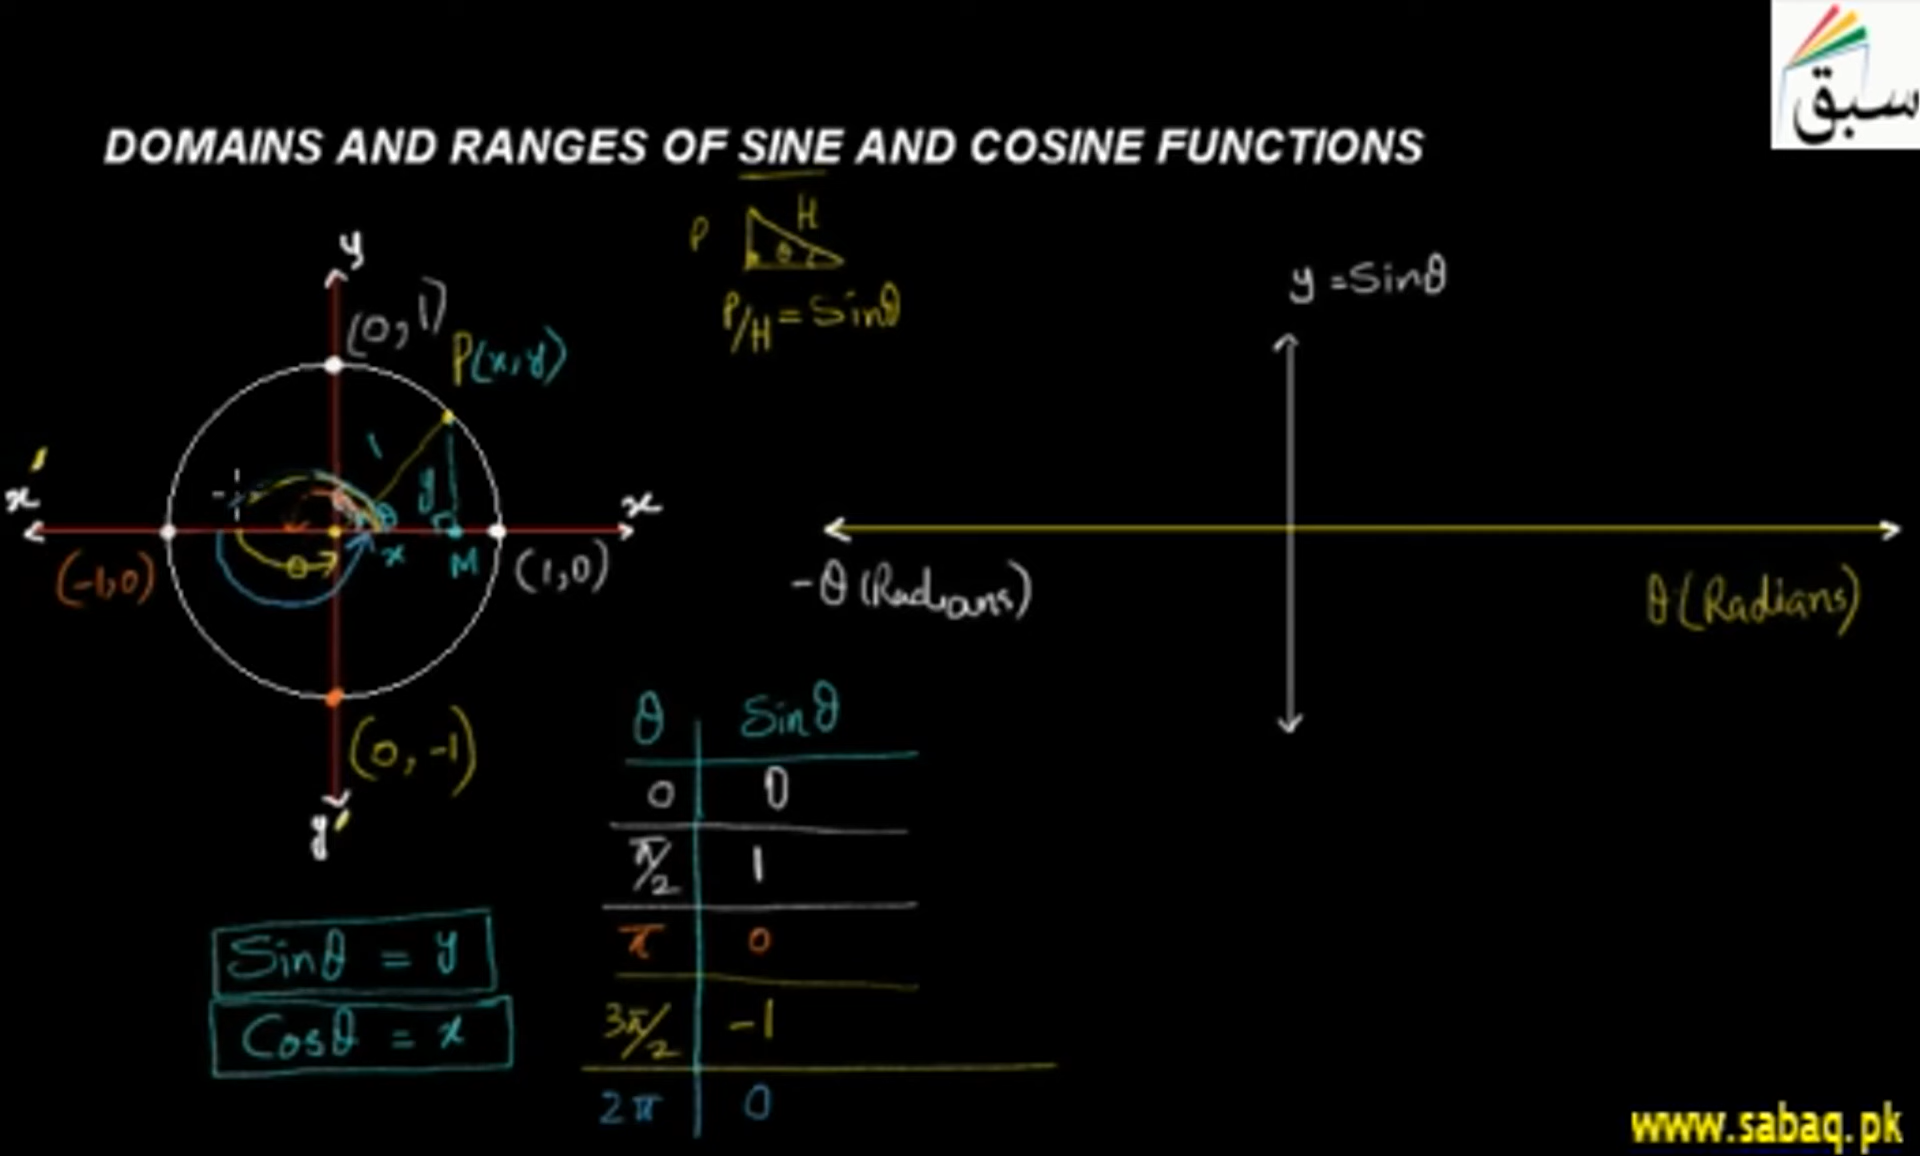 سبق
DOMAINS AND RANGES OF SINE AND COSINE FUNCTIONS
P H
θ
P/H = Sinθ
y
(0, 1)
P(x, y)
1
y
θ
x'
x
x M
(-1,0)
(1,0)
(0, -1)
y'
y = Sinθ
-θ (Radians)
θ (Radians)
θ Sinθ
0 0
π/2 1
π 0
3π/2 -1
2π 0
Sinθ = y
Cosθ = x
www.sabaq.pk